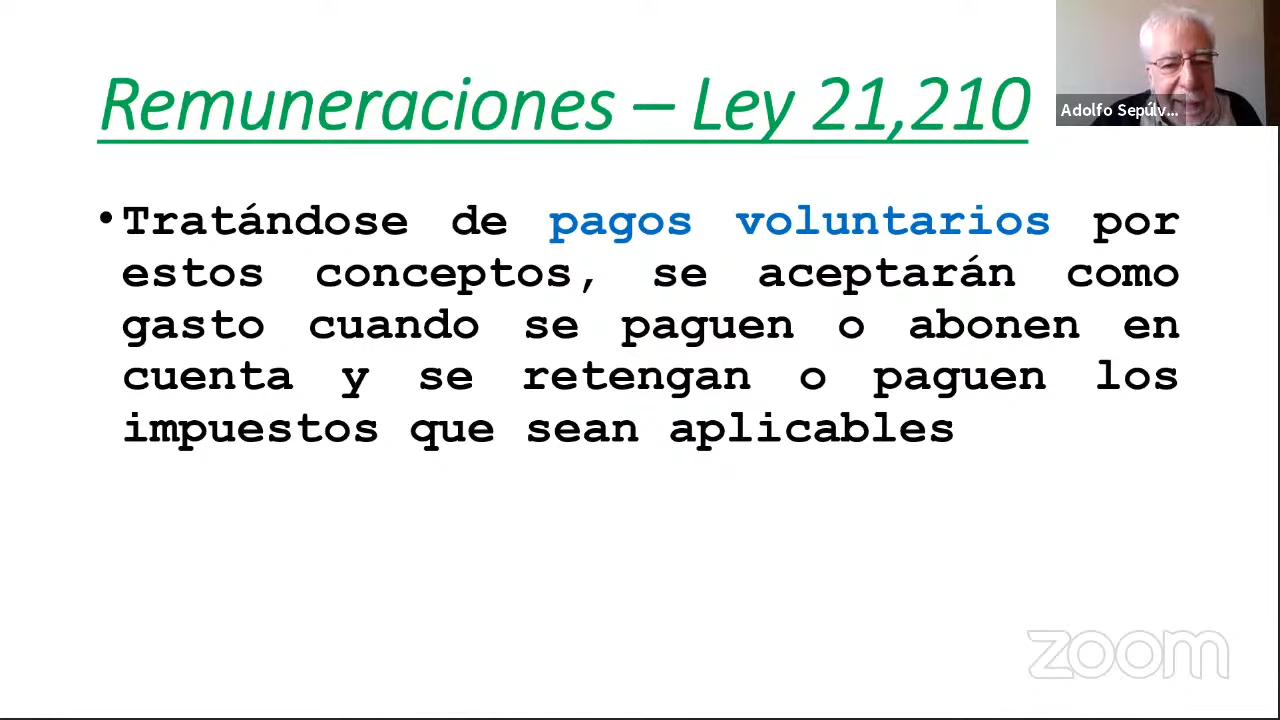 Remuneraciones – Ley 21,210
Adolfo Sepúlv...
•Tratándose de pagos voluntarios por
estos conceptos, se aceptarán como
gasto cuando se paguen o abonen en
cuenta y se retengan o paguen los
impuestos que sean aplicables
zoom